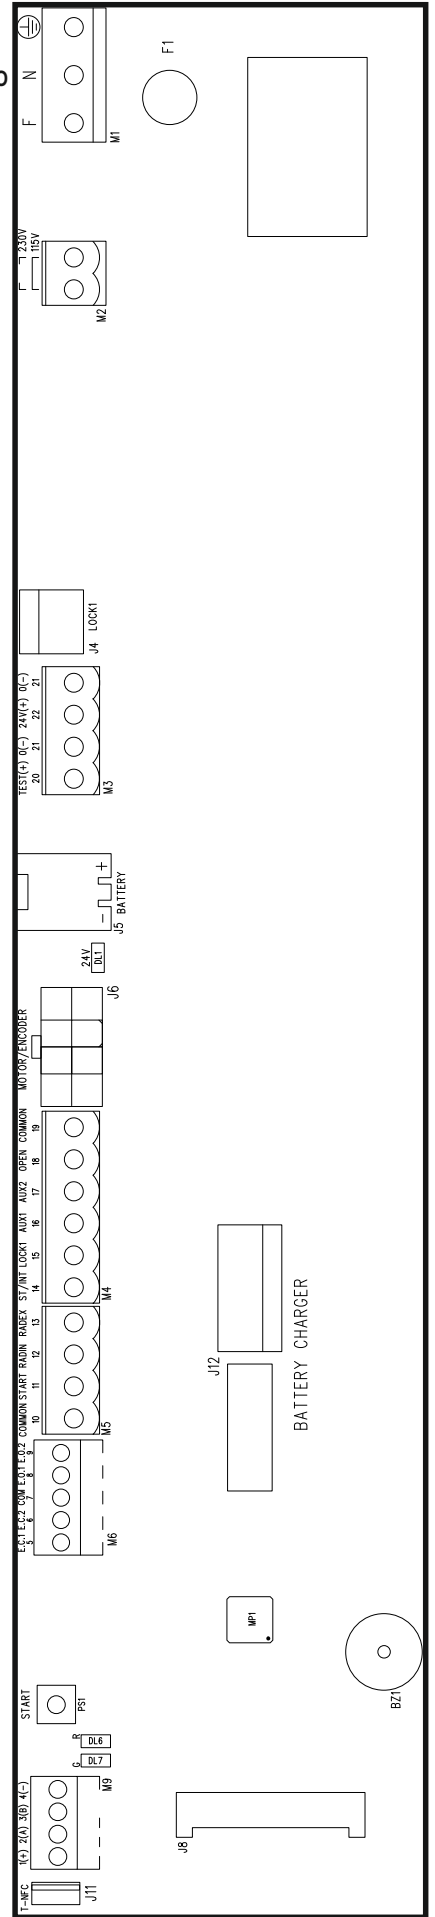 F N
M1
F1
230V
115V
M2
LOCK1
J4
TEST(+) 0(-) 24V(+) 0(-)
20 21 22 21
M3
BATTERY
- +
J5
24V
DL1
MOTOR/ENCODER
J6
ST/INT LOCK1 AUX1 AUX2 OPEN COMMON
14 15 16 17 18 19
M4
COMMON START RADIN RADEX
10 11 12 13
M5
E.C.1 E.C.2 COM E.O.1 E.O.2
5 6 7 8 9
M6
J12
BATTERY CHARGER
MP1
BZ1
START
PS1
R
DL6
G
DL7
1(+) 2(A) 3(B) 4(-)
M9
J8
T-NFC
J11